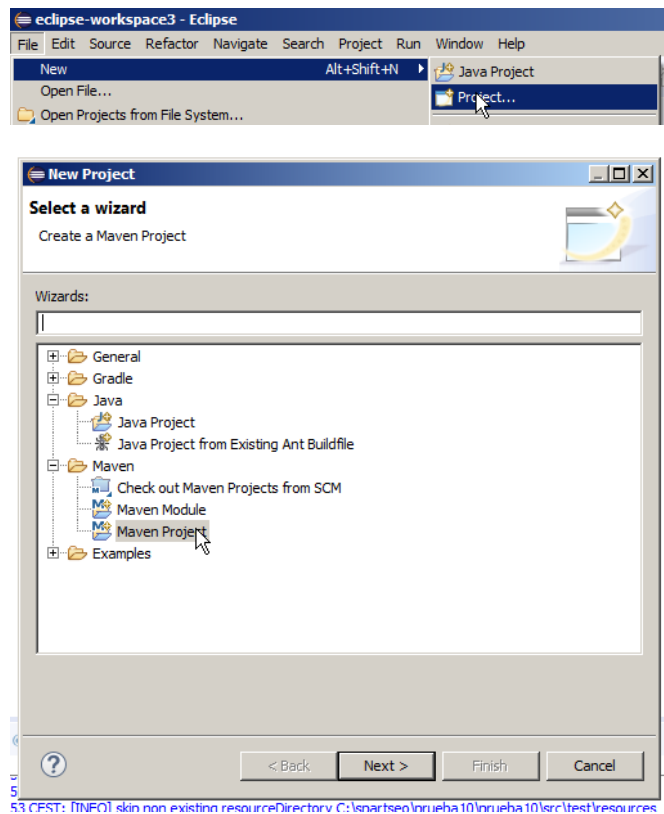 eclipse-workspace3 - Eclipse
File Edit Source Refactor Navigate Search Project Run Window Help
New Alt+Shift+N Java Project
Open File... Project...
Open Projects from File System...
New Project
Select a wizard
Create a Maven Project
Wizards:
General
Gradle
Java
Java Project
Java Project from Existing Ant Buildfile
Maven
Check out Maven Projects from SCM
Maven Module
Maven Project
Examples
? < Back Next > Finish Cancel
5
53 CEST: [INFO] skip non existing resourceDirectory C:\spartseo\prueba10\prueba10\src\test\resources